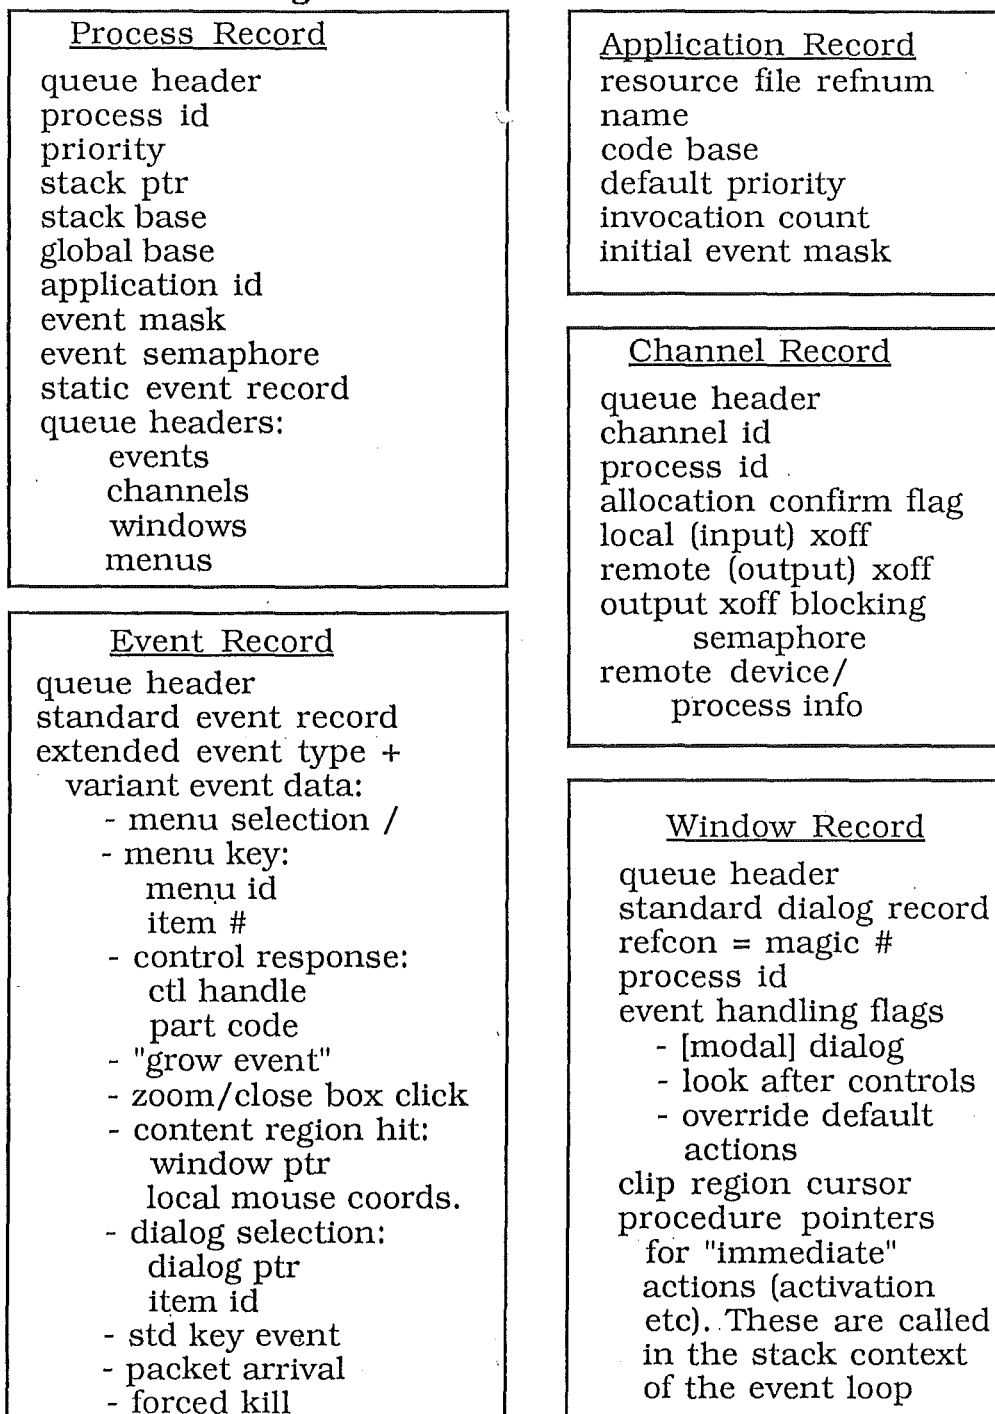 Process Record
queue header
process id
priority
stack ptr
stack base
global base
application id
event mask
event semaphore
static event record
queue headers:
events
channels
windows
menus
Event Record
queue header
standard event record
extended event type +
variant event data:
- menu selection /
- menu key:
menu id
item #
- control response:
ctl handle
part code
- "grow event"
- zoom/close box click
- content region hit:
window ptr
local mouse coords.
- dialog selection:
dialog ptr
item id
- std key event
- packet arrival
- forced kill
Application Record
resource file refnum
name
code base
default priority
invocation count
initial event mask
Channel Record
queue header
channel id
process id
allocation confirm flag
local (input) xoff
remote (output) xoff
output xoff blocking
semaphore
remote device/
process info
Window Record
queue header
standard dialog record
refcon = magic #
process id
event handling flags
- [modal] dialog
- look after controls
- override default
actions
clip region cursor
procedure pointers
for "immediate"
actions (activation
etc). These are called
in the stack context
of the event loop